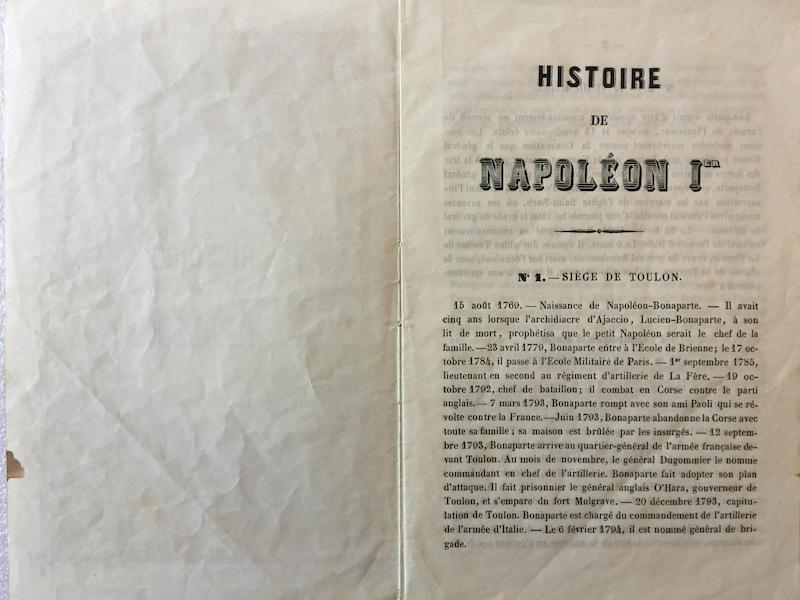 HISTOIRE
DE
NAPOLÉON Ier
No 1. — SIÈGE DE TOULON.
15 août 1769. — Naissance de Napoléon-Bonaparte. — Il avait
cinq ans lorsque l'archidiacre d'Ajaccio, Lucien-Bonaparte, à son
lit de mort, prophétisa que le petit Napoléon serait le chef de la
famille. — 23 avril 1779, Bonaparte entre à l'Ecole de Brienne; le 17 oc-
tobre 1784, il passe à l'Ecole Militaire de Paris. — 1er septembre 1785,
lieutenant en second au régiment d'artillerie de La Fère. — 19 oc-
tobre 1792, chef de bataillon; il combat en Corse contre le parti
anglais. — 7 mars 1793, Bonaparte rompt avec son ami Paoli qui se ré-
volte contre la France. — Juin 1793, Bonaparte abandonne la Corse avec
toute sa famille; sa maison est brûlée par les insurgés. — 12 septem-
bre 1793, Bonaparte arrive au quartier-général de l'armée française de-
vant Toulon. Au mois de novembre, le général Dugommier le nomme
commandant en chef de l'artillerie. Bonaparte fait adopter son plan
d'attaque. Il fait prisonnier le général anglais O'Hara, gouverneur de
Toulon, et s'empare du fort Mulgrave. — 20 décembre 1793, capitu-
lation de Toulon. Bonaparte est chargé du commandement de l'artillerie
de l'armée d'Italie. — Le 6 février 1794, il est nommé général de bri-
gade.